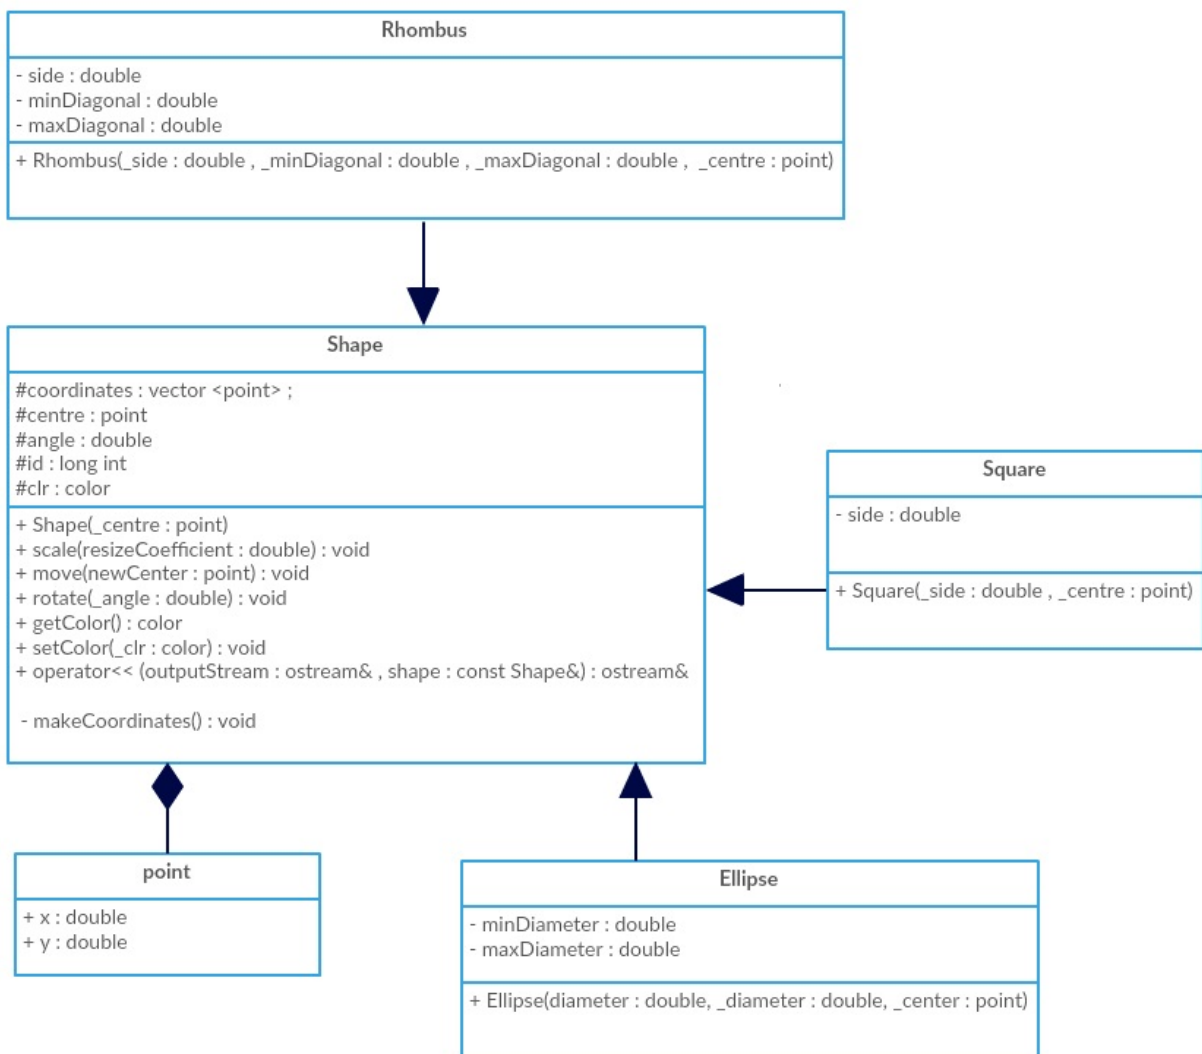 Rhombus
- side : double
- minDiagonal : double
- maxDiagonal : double
+ Rhombus(_side : double , _minDiagonal : double , _maxDiagonal : double ,  _centre : point)
Shape
#coordinates : vector <point> ;
#centre : point
#angle : double
#id : long int
#clr : color
+ Shape(_centre : point)
+ scale(resizeCoefficient : double) : void
+ move(newCenter : point) : void
+ rotate(_angle : double) : void
+ getColor() : color
+ setColor(_clr : color) : void
+ operator<< (outputStream : ostream& , shape : const Shape&) : ostream&
- makeCoordinates() : void
Square
- side : double
+ Square(_side : double , _centre : point)
point
+ x : double
+ y : double
Ellipse
- minDiameter : double
- maxDiameter : double
+ Ellipse(diameter : double, _diameter : double, _center : point)